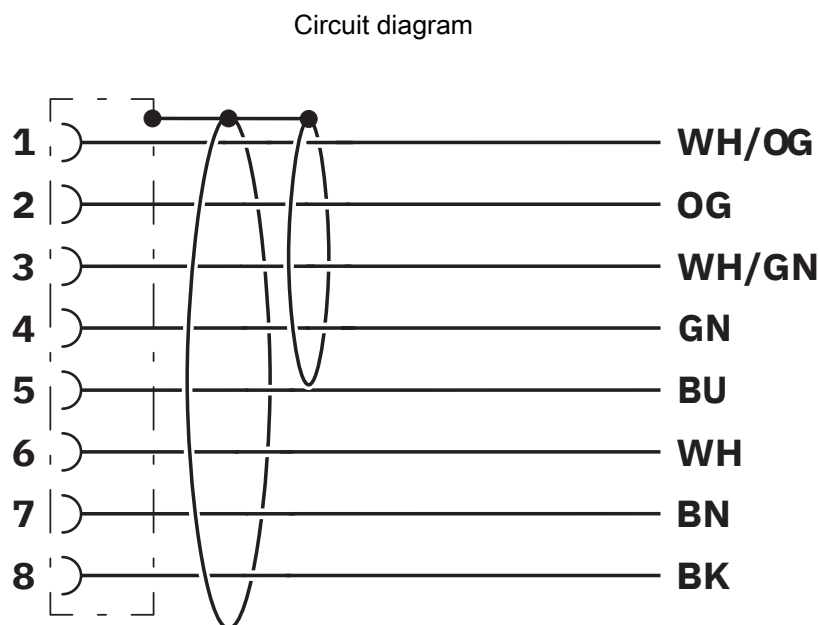 Circuit diagram
1 WH/OG
2 OG
3 WH/GN
4 GN
5 BU
6 WH
7 BN
8 BK